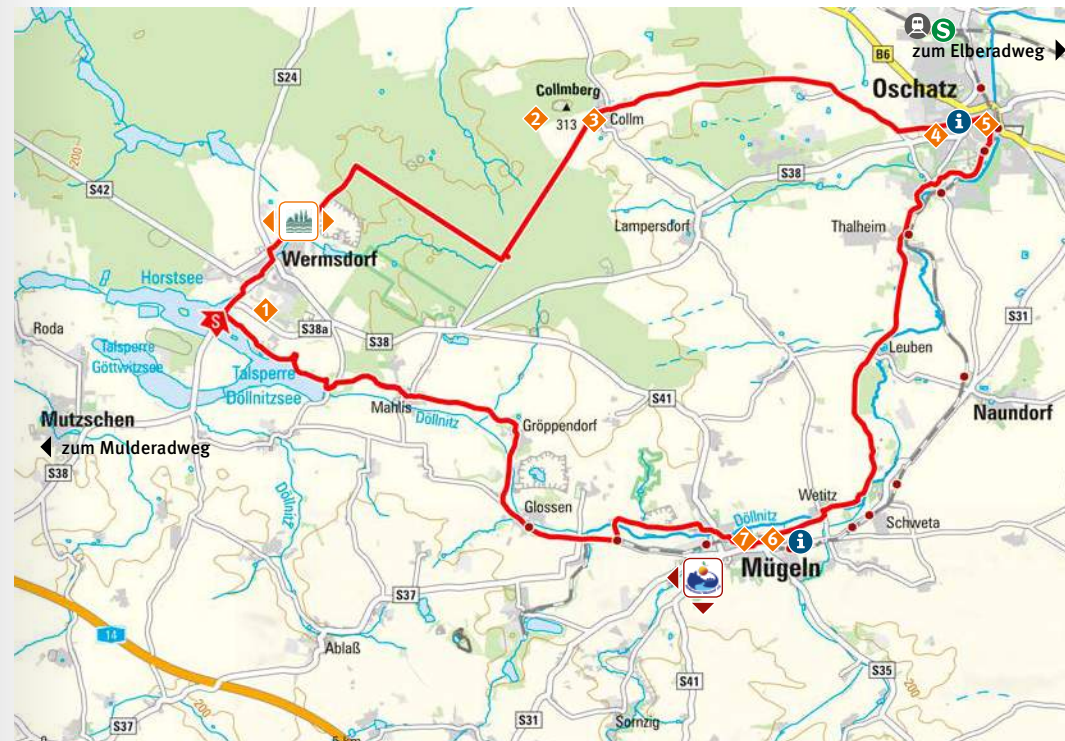 S
zum Elberadweg
B6
S24
Oschatz
Collmberg
2
313
3
Collm
4
i
5
200
S38
S42
Lampersdorf
Thalheim
Wermsdorf
Horstsee
1
S
S38a
S38
S31
Roda
Talsperre
Göttwitzsee
Talsperre
Döllnitzsee
Leuben
Mahlis
S41
Naundorf
Mutzschen
Döllnitz
Gröppendorf
zum Mulderadweg
S38
Döllnitz
Wetitz
Glossen
Döllnitz
Schweta
7
6
i
Mügeln
S37
14
Ablaß
S35
S41
200
200
S31
Sornzig
S37